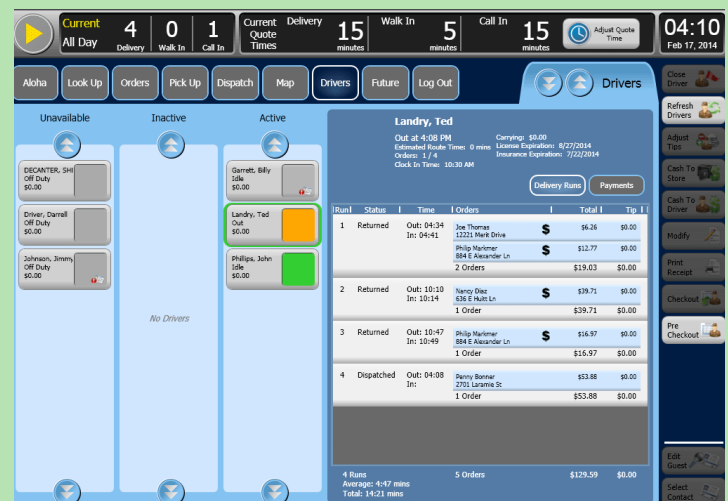 Current
All Day
4
Delivery
0
Walk In
1
Call In
Current
Quote
Times
Delivery
15
minutes
Walk In
5
minutes
Call In
15
minutes
Adjust Quote
Time
04:10
Feb 17, 2014
Aloha
Look Up
Orders
Pick Up
Dispatch
Map
Drivers
Future
Log Out
Drivers
Close
Driver
Refresh
Drivers
Adjust
Tips
Cash To
Store
Cash To
Driver
Modify
Print
Receipt
Checkout
Pre
Checkout
Edit
Guest
Select
Contact
Unavailable
DECANTER, SHI
Off Duty
$0.00
Driver, Darrell
Off Duty
$0.00
Johnson, Jimmy
Off Duty
$0.00
Inactive
No Drivers
Active
Garrett, Billy
Idle
$0.00
Landry, Ted
Out
$0.00
Phillips, John
Idle
$0.00
Landry, Ted
Out at 4:08 PM
Carrying: $0.00
Estimated Route Time: 0 mins
License Expiration: 8/27/2014
Orders: 1 / 4
Insurance Expiration: 7/22/2014
Clock In Time: 10:30 AM
Delivery Runs
Payments
Run Status Time Orders Total Tip
1 Returned Out: 04:34 Joe Thomas $ $6.26 $0.00
In: 04:41 12221 Merit Drive
Philip Markmer $ $12.77 $0.00
884 E Alexander Ln
2 Orders $19.03 $0.00
2 Returned Out: 10:10 Nancy Diaz $ $39.71 $0.00
In: 10:14 636 E Huitt Ln
1 Order $39.71 $0.00
3 Returned Out: 10:47 Philip Markmer $ $16.97 $0.00
In: 10:49 884 E Alexander Ln
1 Order $16.97 $0.00
4 Dispatched Out: 04:08 Penny Bonner $53.88 $0.00
In: 2701 Laramie St
1 Order $53.88 $0.00
4 Runs 5 Orders $129.59 $0.00
Average: 4:47 mins
Total: 14:21 mins